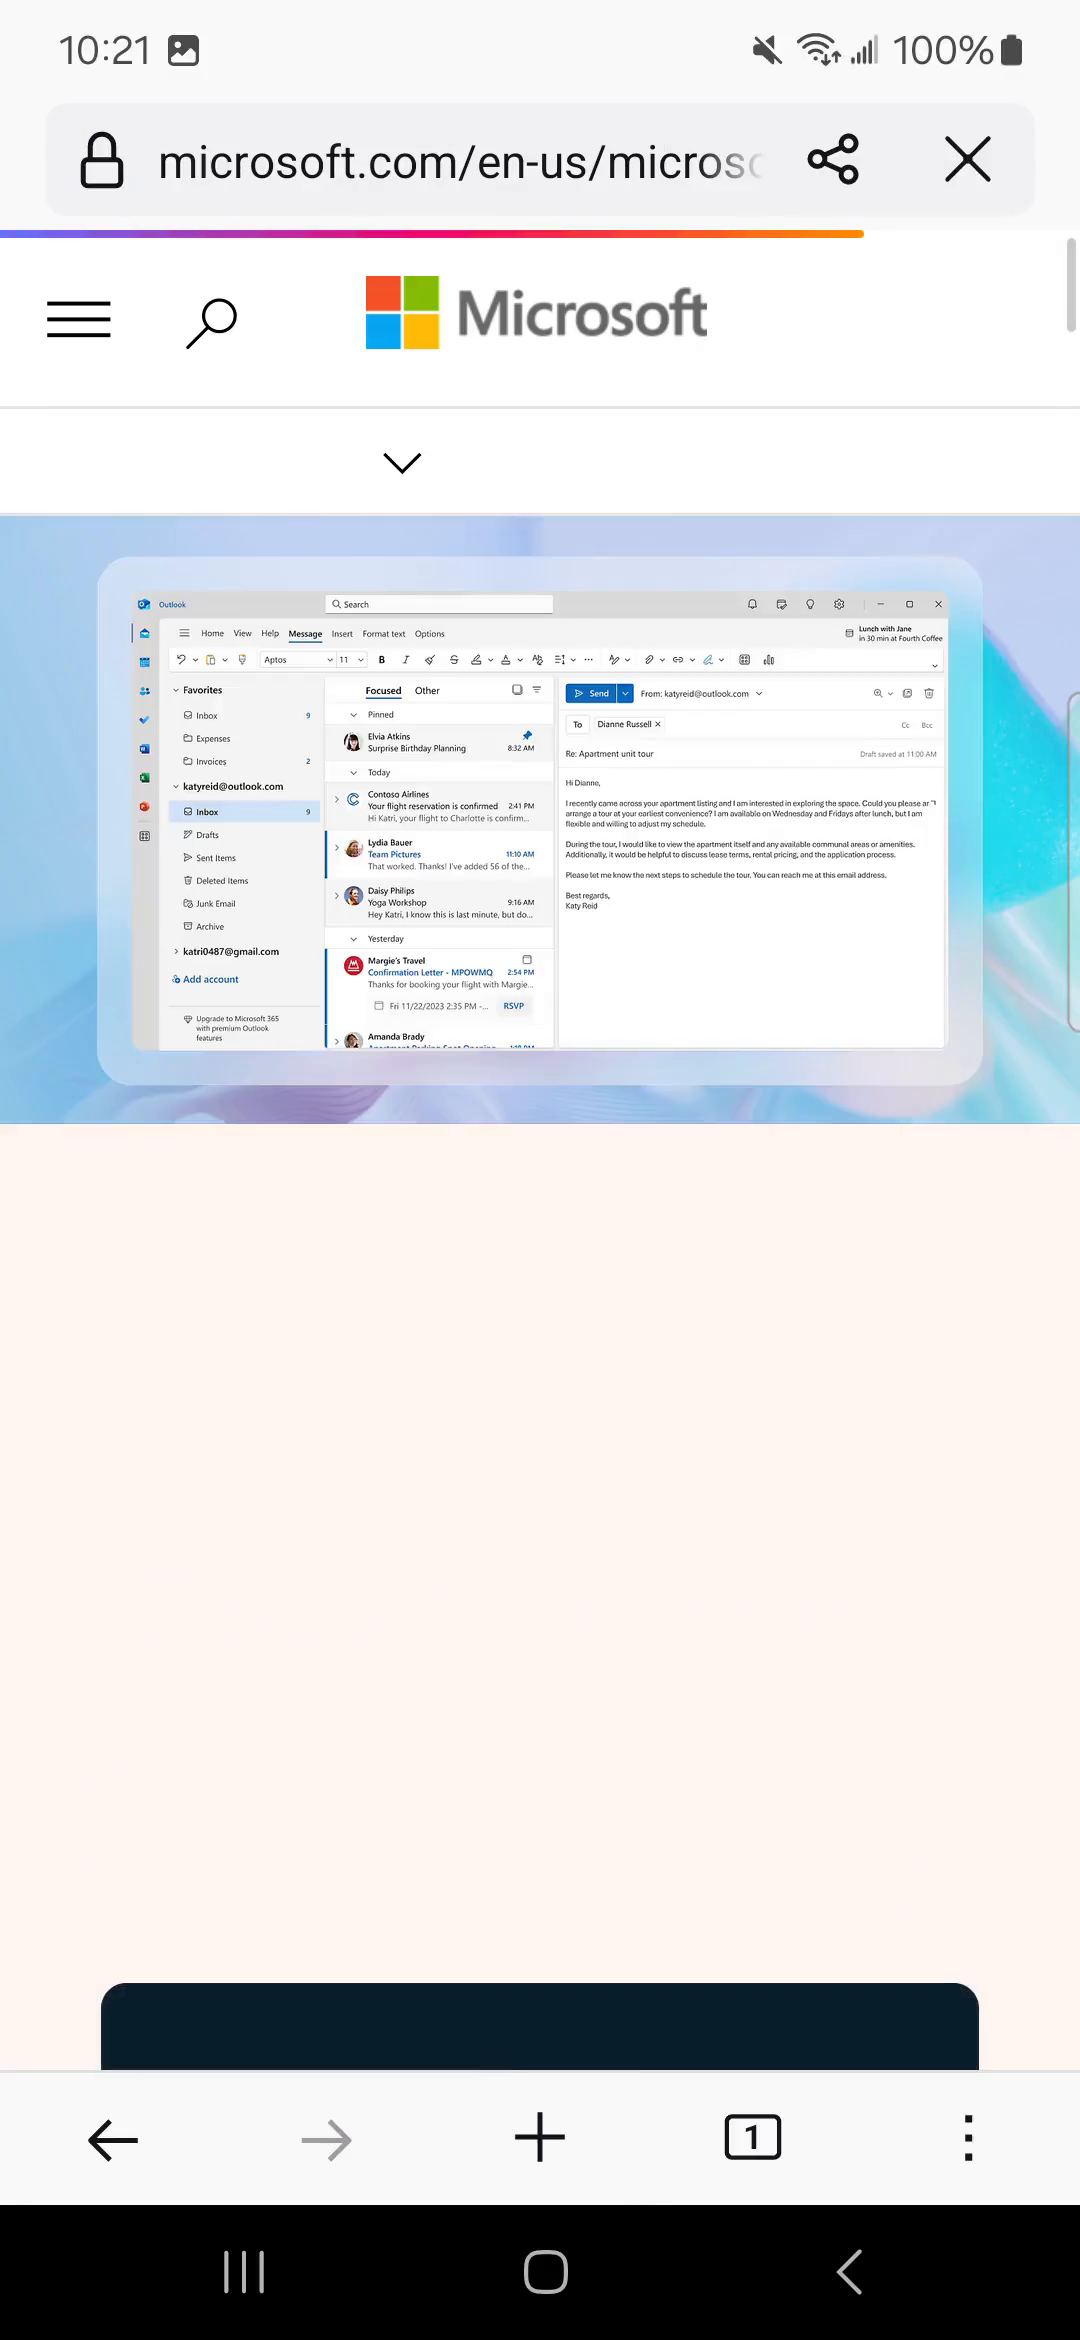 10:21
100%
microsoft.com/en-us/micros
Microsoft
Outlook
Search
Home View Help Message Insert Format text Options
Lunch with Jane
in 30 min at Fourth Coffee
Aptos 11 B I
Favorites
Inbox 9
Expenses
Invoices 2
katyreid@outlook.com
Inbox 9
Drafts
Sent Items
Deleted Items
Junk Email
Archive
katri0487@gmail.com
Add account
Upgrade to Microsoft 365
with premium Outlook
features
Focused Other
Pinned
Elvia Atkins
Surprise Birthday Planning 8:32 AM
Today
Contoso Airlines
Your flight reservation is confirmed 2:41 PM
Hi Katri, your flight to Charlotte is confirm...
Lydia Bauer
Team Pictures 11:10 AM
That worked. Thanks! I've added 56 of the...
Daisy Philips
Yoga Workshop 9:16 AM
Hey Katri, I know this is last minute, but do...
Yesterday
Margie's Travel
Confirmation Letter - MPOWMQ 2:54 PM
Thanks for booking your flight with Margie...
Fri 11/22/2023 2:35 PM -... RSVP
Amanda Brady
Send From: katyreid@outlook.com
To Dianne Russell Cc Bcc
Re: Apartment unit tour Draft saved at 11:00 AM
Hi Dianne,
I recently came across your apartment listing and I am interested in exploring the space. Could you please ar
arrange a tour at your earliest convenience? I am available on Wednesday and Fridays after lunch, but I am
flexible and willing to adjust my schedule.
During the tour, I would like to view the apartment itself and any available communal areas or amenities.
Additionally, it would be helpful to discuss lease terms, rental pricing, and the application process.
Please let me know the next steps to schedule the tour. You can reach me at this email address.
Best regards,
Katy Reid
1